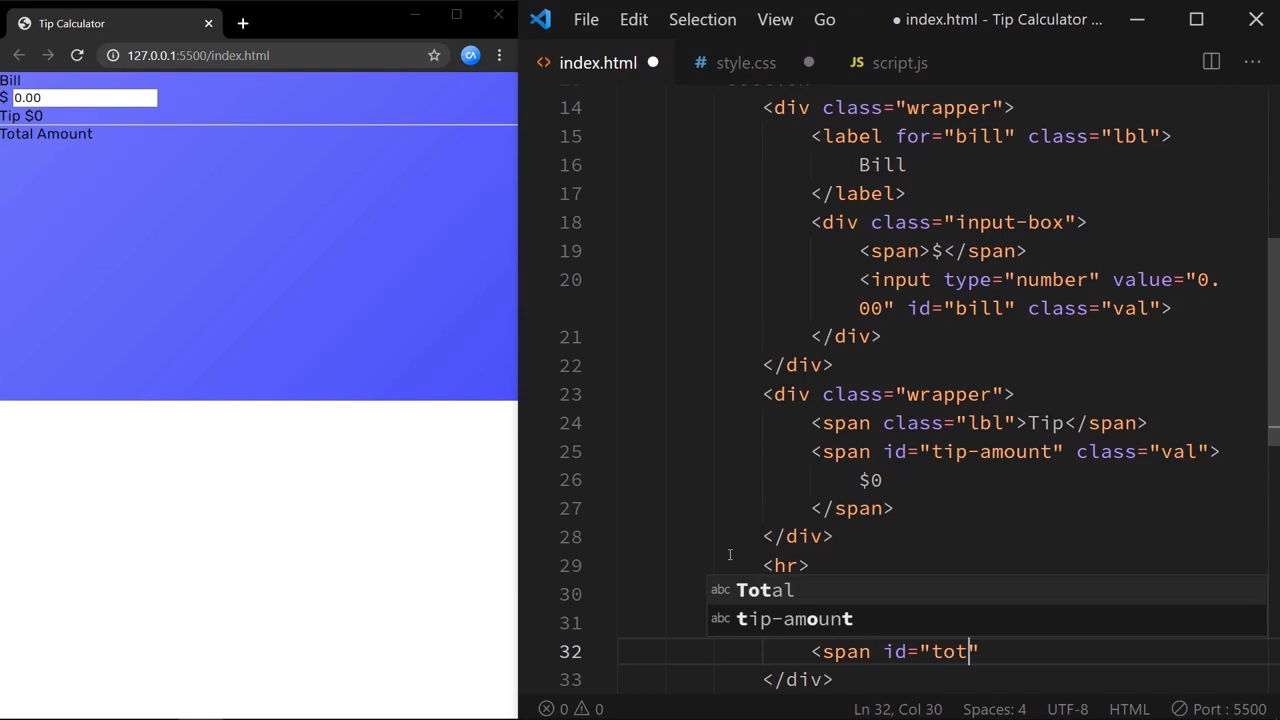 Tip Calculator
127.0.0.1:5500/index.html
Bill
$ 0.00
Tip $0
Total Amount
File Edit Selection View Go
● index.html - Tip Calculator ...
index.html
# style.css
JS script.js
14 <div class="wrapper">
15 <label for="bill" class="lbl">
16 Bill
17 </label>
18 <div class="input-box">
19 <span>$</span>
20 <input type="number" value="0.
00" id="bill" class="val">
21 </div>
22 </div>
23 <div class="wrapper">
24 <span class="lbl">Tip</span>
25 <span id="tip-amount" class="val">
26 $0
27 </span>
28 </div>
29 <hr>
30
abc Total
31
abc tip-amount
32 <span id="tot"
33 </div>
0 0
Ln 32, Col 30 Spaces: 4 UTF-8 HTML Port : 5500